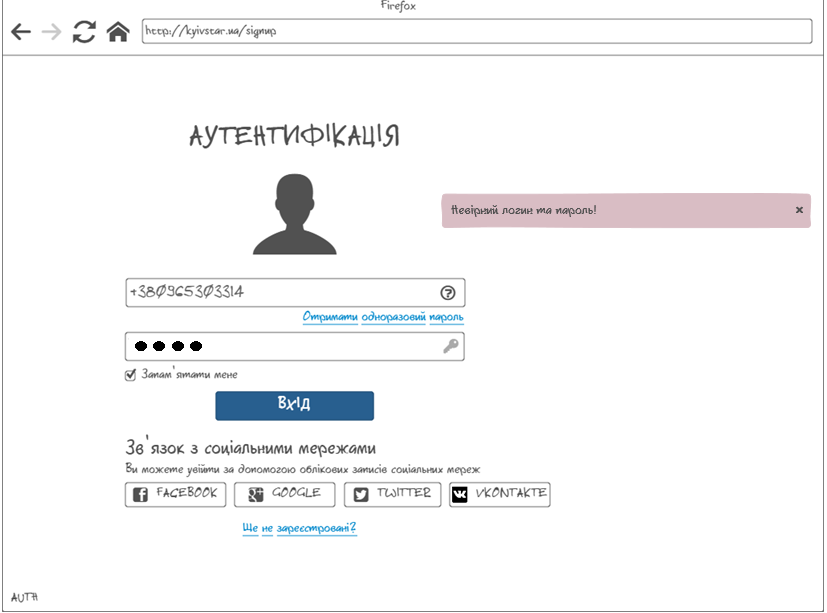 Firefox
http://kyivstar.ua/signup
АУТЕНТИФІКАЦІЯ
Невірний логин та пароль!
+380965303314
Отримати одноразовий пароль
Запам'ятати мене
ВХІД
Зв'язок з соціальними мережами
Ви можете увійти за допомогою облікових записів соціальних мереж
FACEBOOK GOOGLE TWITTER VKONTAKTE
Ще не зареєстровані?
AUTH